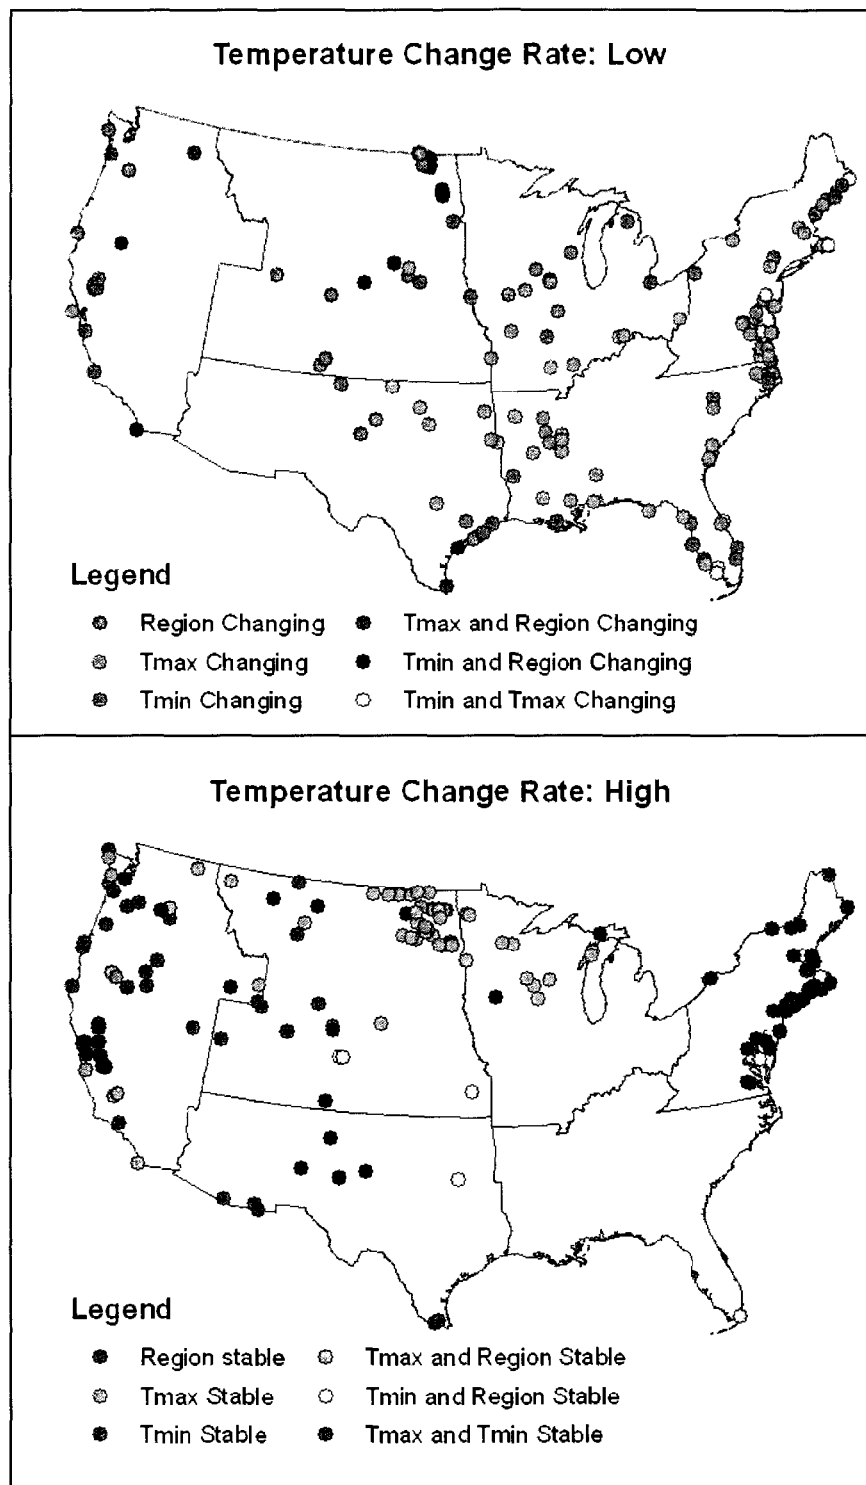 Temperature Change Rate: Low
Legend
Region Changing
Tmax Changing
Tmin Changing
Tmax and Region Changing
Tmin and Region Changing
Tmin and Tmax Changing
Temperature Change Rate: High
Legend
Region stable
Tmax Stable
Tmin Stable
Tmax and Region Stable
Tmin and Region Stable
Tmax and Tmin Stable